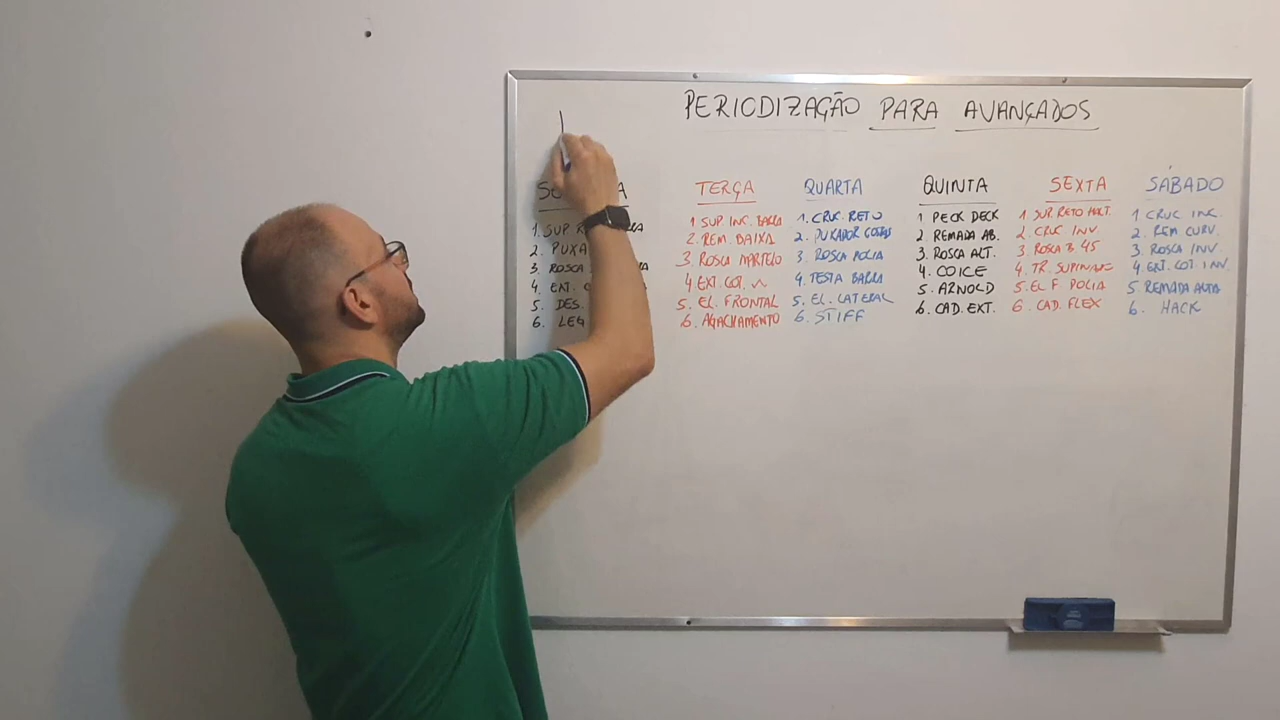 PERIODIZAÇÃO PARA AVANÇADOS
1. SUP
2. PUXA
3. ROSCA
4. EXT.
5. DES.
6. LEG
TERÇA
1 SUP. INC. BARRA
2. REM. BAIXA
3. ROSCA MARTELO
4 EXT. COT.
5. EL. FRONTAL
6. AGACHAMENTO
QUARTA
1. CRUC. RETO
2. PUXADOR COSTAS
3. ROSCA POLIA
4. TESTA BARRA
5. EL. LATERAL
6. STIFF
QUINTA
1 PECK DECK
2. REMADA AB.
3. ROSCA ALT.
4. COICE
5. ARNOLD
6. CAD. EXT.
SEXTA
1 SUP. RETO HALT.
2. CRUC INV.
3. ROSCA B 45
4. TR. SUPINADO
5. EL F POLIA
6 CAD. FLEX
SÁBADO
1 CRUC INC.
2. REM CURV.
3. ROSCA INV.
4. EXT. COT. INV.
5. REMADA ALTA
6. HACK